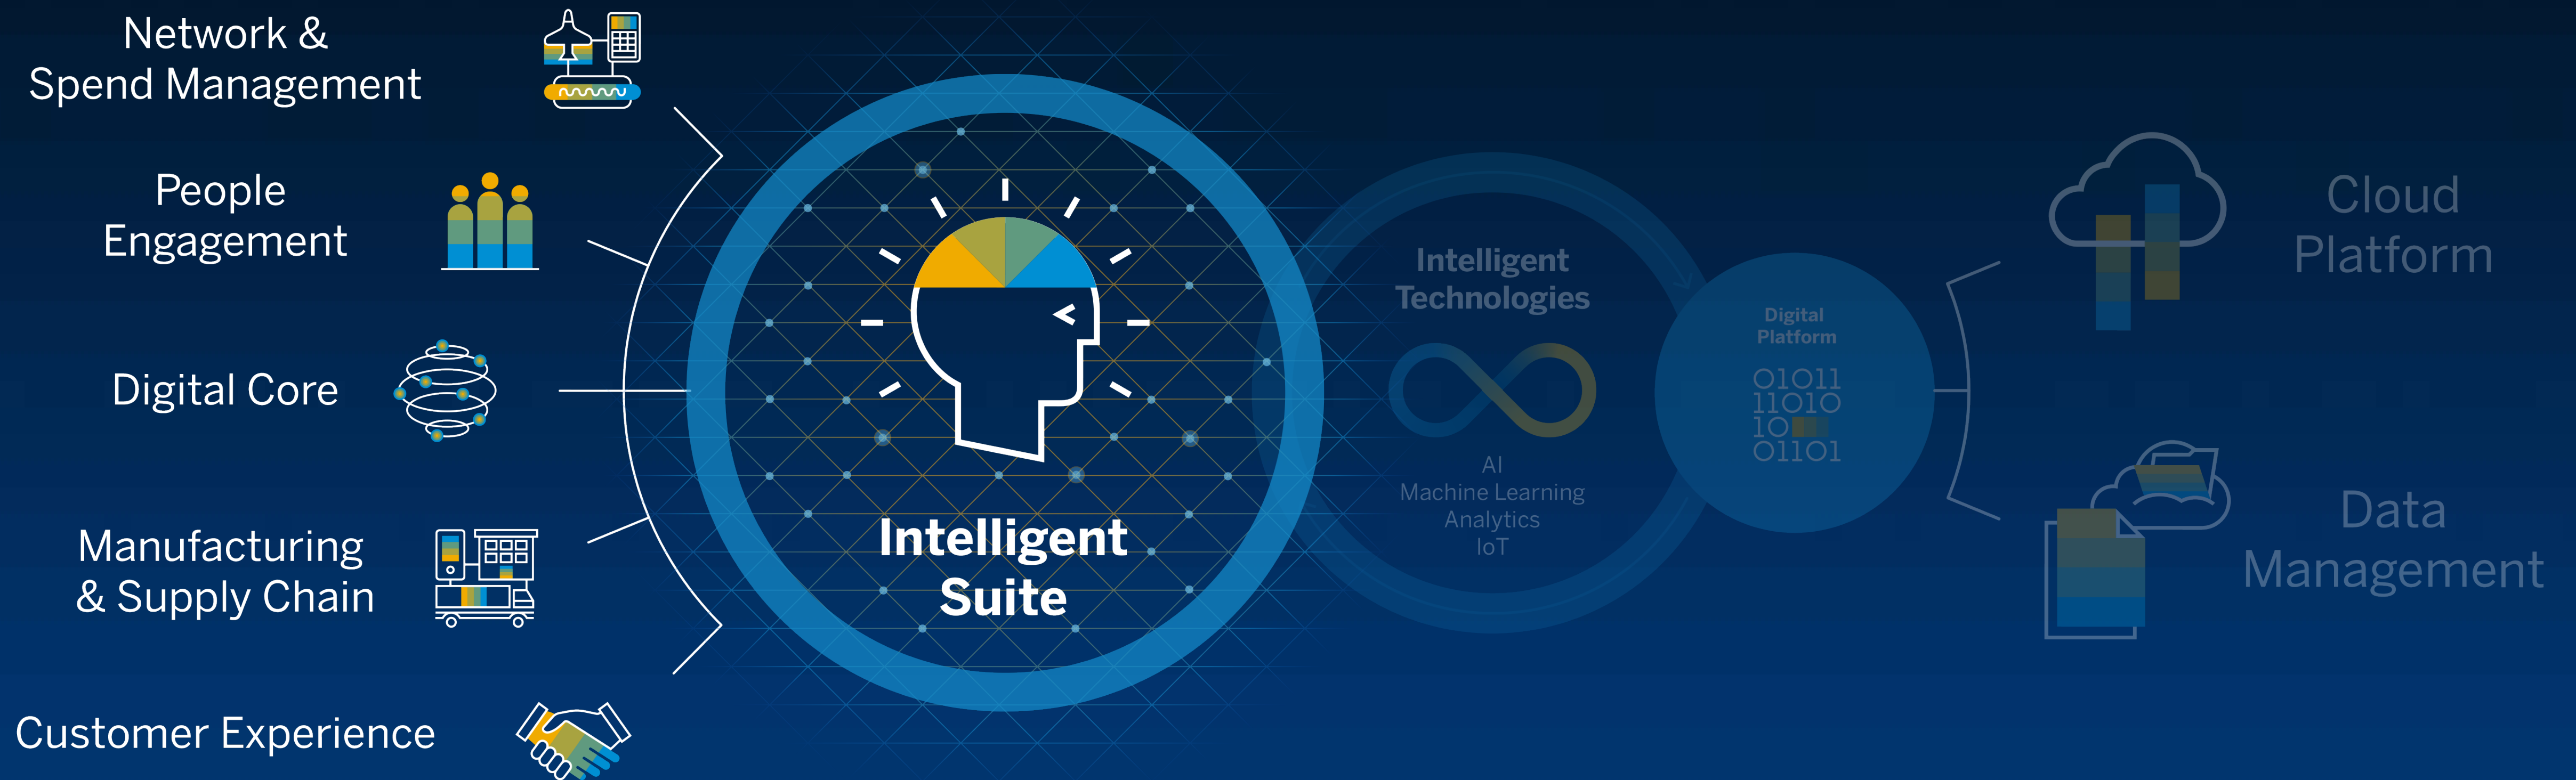 Network &
Spend Management
People
Engagement
Digital Core
Manufacturing
& Supply Chain
Customer Experience
Intelligent
Suite
Intelligent
Technologies
AI
Machine Learning
Analytics
IoT
Digital
Platform
01011
11010
10
01101
Cloud
Platform
Data
Management